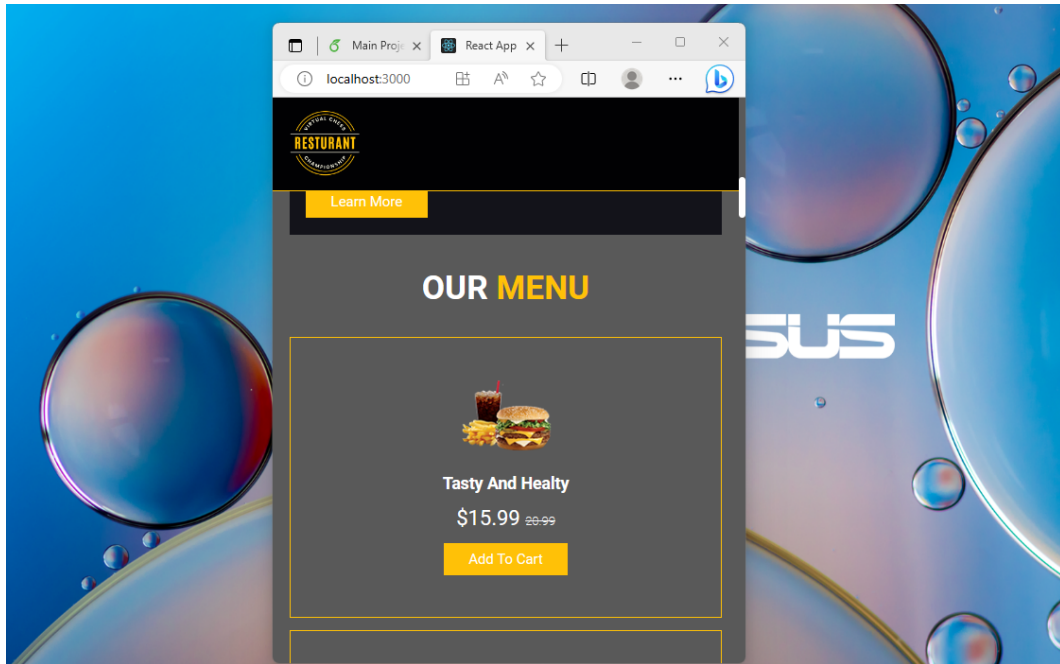 Main Proje
React App
localhost:3000
VIRTUAL CHEFS
RESTURANT
CHAMPIONSHIP
Learn More
OUR MENU
SUS
Tasty And Healty
$15.99 20.99
Add To Cart